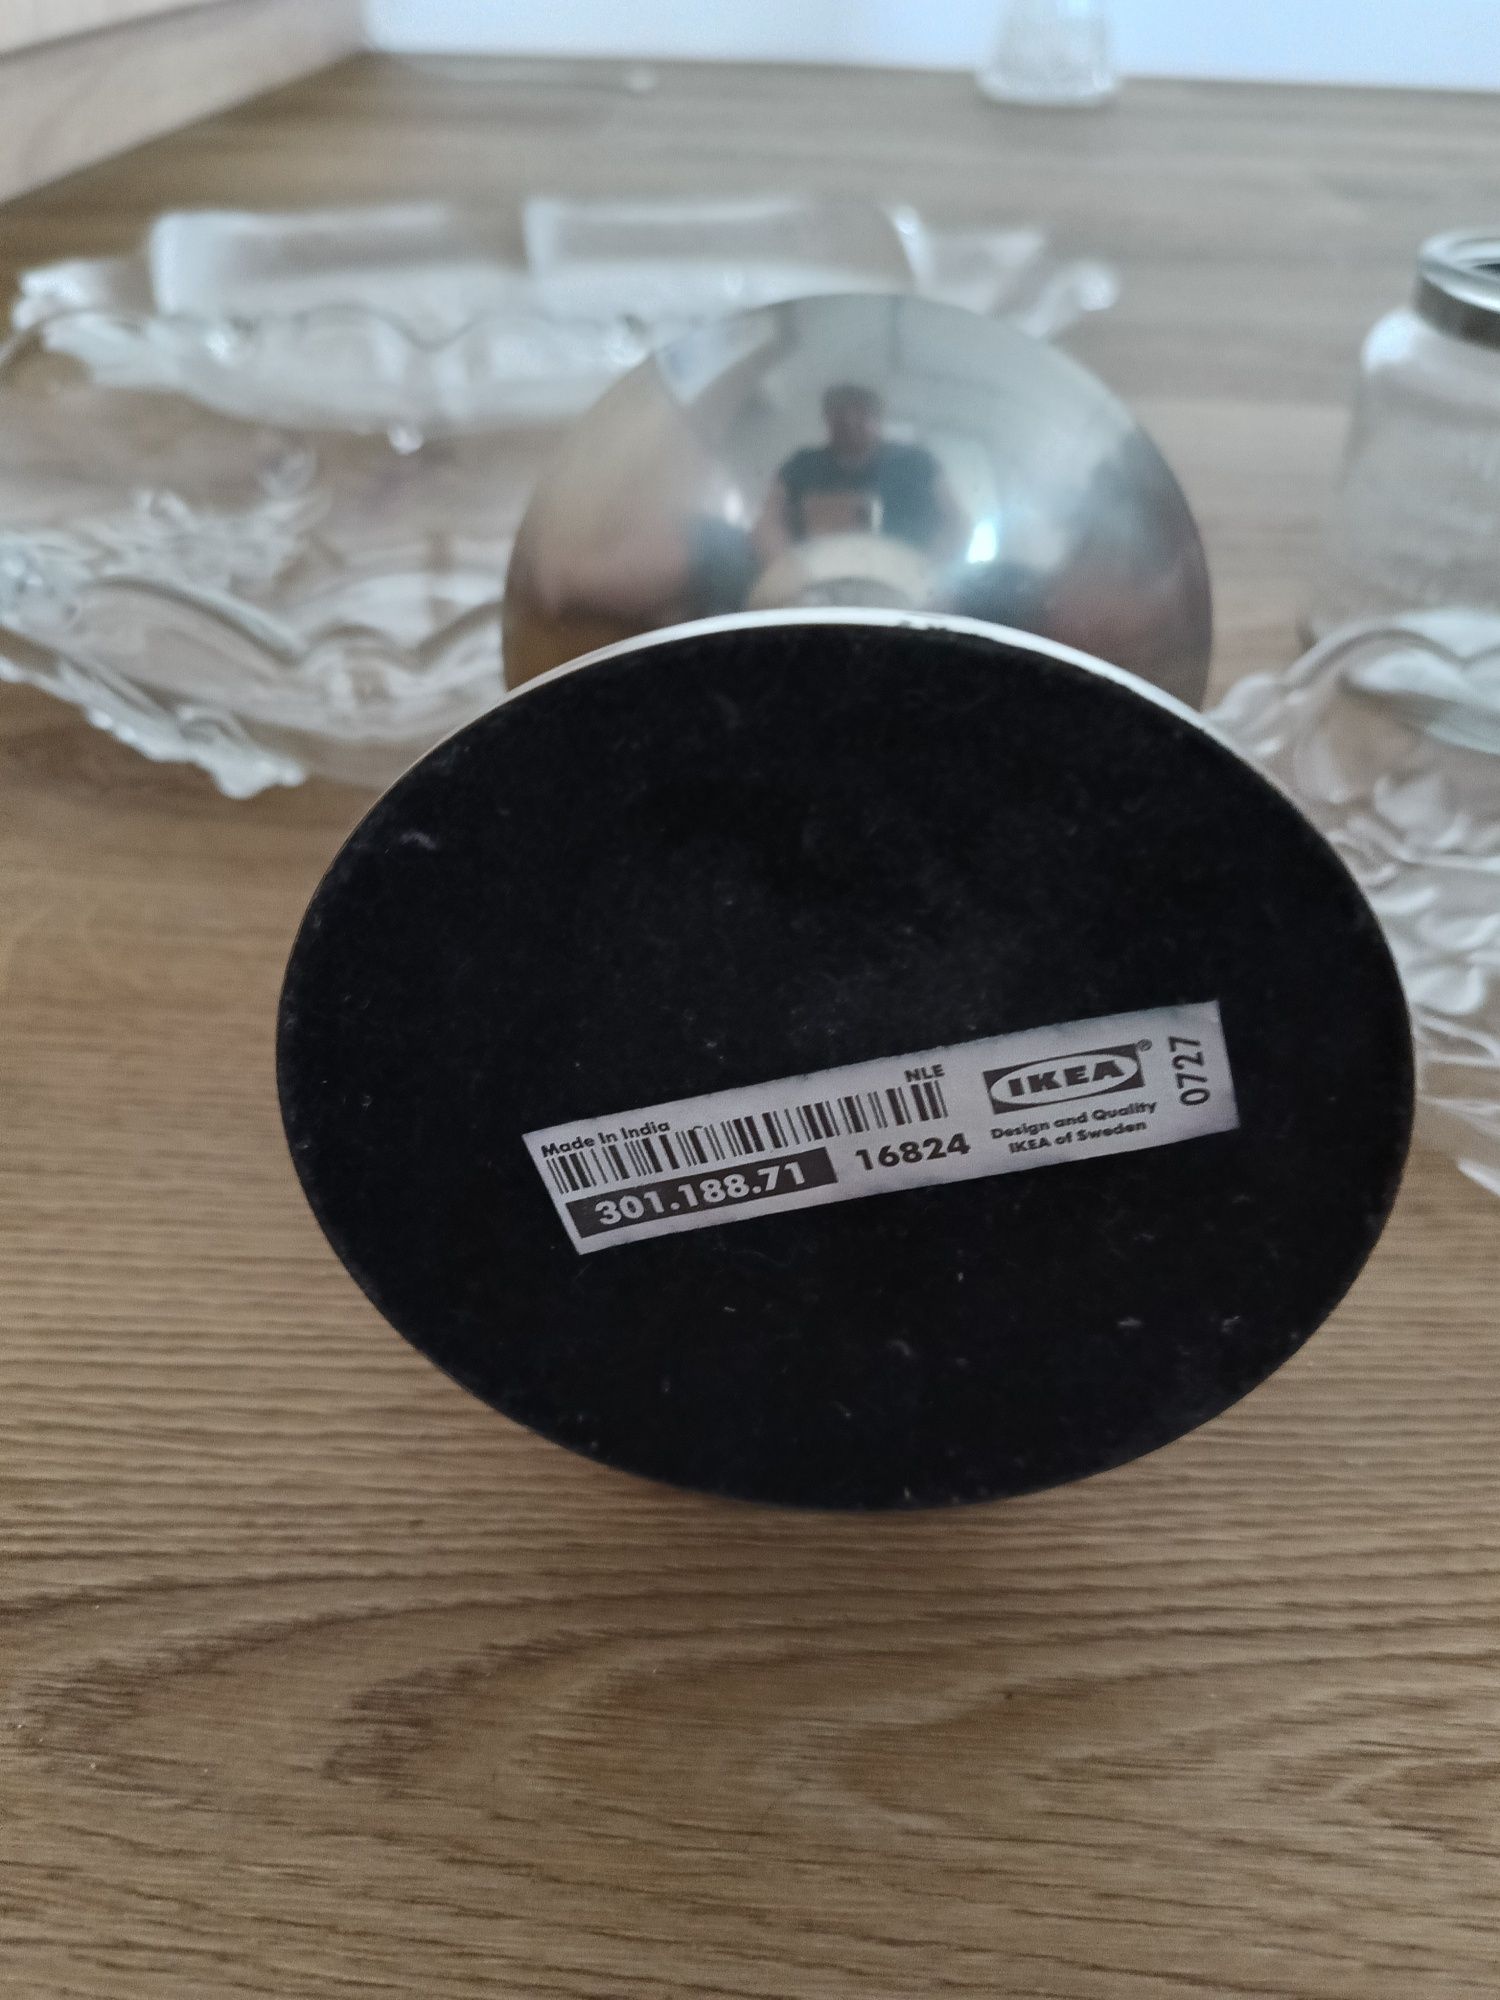 Made In India
NLE
301.188.71
16824
IKEA®
Design and Quality
IKEA of Sweden
0727